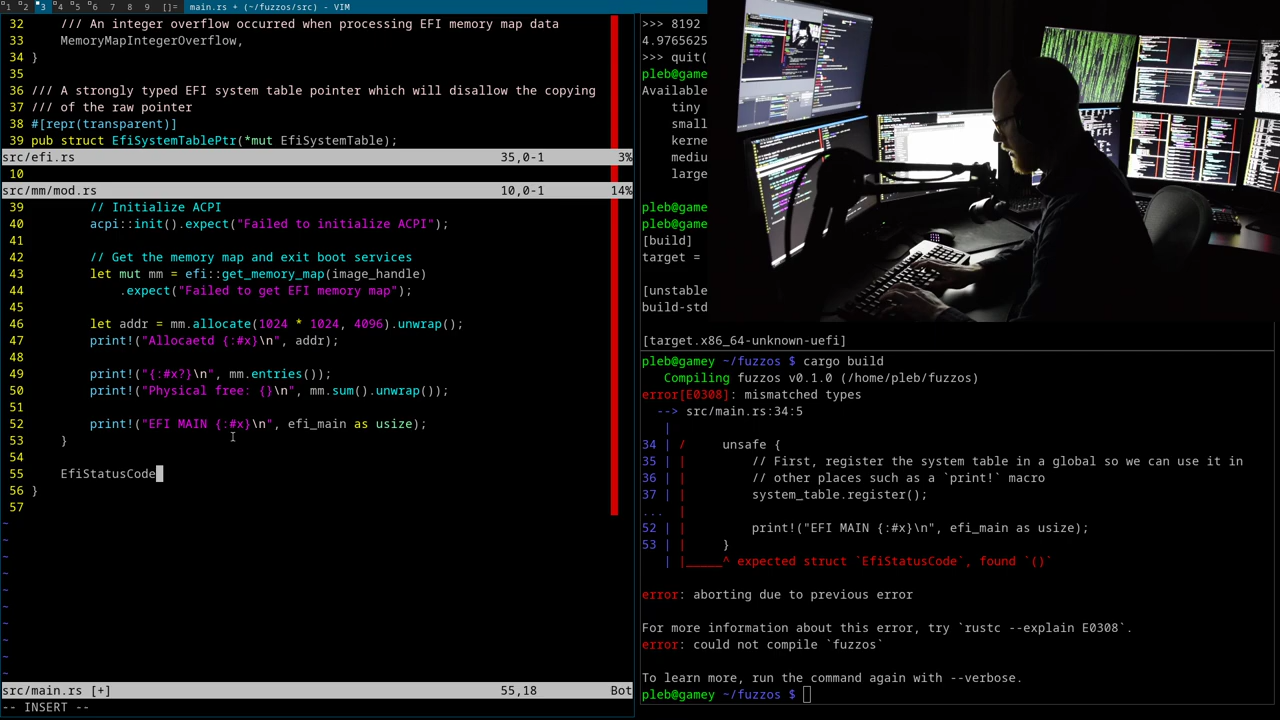 1 2 3 4 5 6 7 8 9 []= main.rs + (~/fuzzos/src) - VIM
32     /// An integer overflow occurred when processing EFI memory map data
33     MemoryMapIntegerOverflow,
34 }
35
36 /// A strongly typed EFI system table pointer which will disallow the copying
37 /// of the raw pointer
38 #[repr(transparent)]
39 pub struct EfiSystemTablePtr(*mut EfiSystemTable);
src/efi.rs 35,0-1 3%
10
src/mm/mod.rs 10,0-1 14%
39         // Initialize ACPI
40         acpi::init().expect("Failed to initialize ACPI");
41
42         // Get the memory map and exit boot services
43         let mut mm = efi::get_memory_map(image_handle)
44             .expect("Failed to get EFI memory map");
45
46         let addr = mm.allocate(1024 * 1024, 4096).unwrap();
47         print!("Allocaetd {:#x}\n", addr);
48
49         print!("{:#x?}\n", mm.entries());
50         print!("Physical free: {}\n", mm.sum().unwrap());
51
52         print!("EFI MAIN {:#x}\n", efi_main as usize);
53     }
54
55     EfiStatusCode
56 }
57
~
~
~
~
~
~
~
~
~
~
src/main.rs [+] 55,18 Bot
-- INSERT --
>>> 8192
4.9765625
>>> quit(
pleb@game
Available
tiny
small
kerne
mediu
large
pleb@game
pleb@game
[build]
target =
[unstable
build-std
[target.x86_64-unknown-uefi]
pleb@gamey ~/fuzzos $ cargo build
   Compiling fuzzos v0.1.0 (/home/pleb/fuzzos)
error[E0308]: mismatched types
  --> src/main.rs:34:5
   |
34 | /     unsafe {
35 | |         // First, register the system table in a global so we can use it in
36 | |         // other places such as a `print!` macro
37 | |         system_table.register();
...  |
52 | |         print!("EFI MAIN {:#x}\n", efi_main as usize);
53 | |     }
   | |_____^ expected struct `EfiStatusCode`, found `()`
error: aborting due to previous error
For more information about this error, try `rustc --explain E0308`.
error: could not compile `fuzzos`
To learn more, run the command again with --verbose.
pleb@gamey ~/fuzzos $